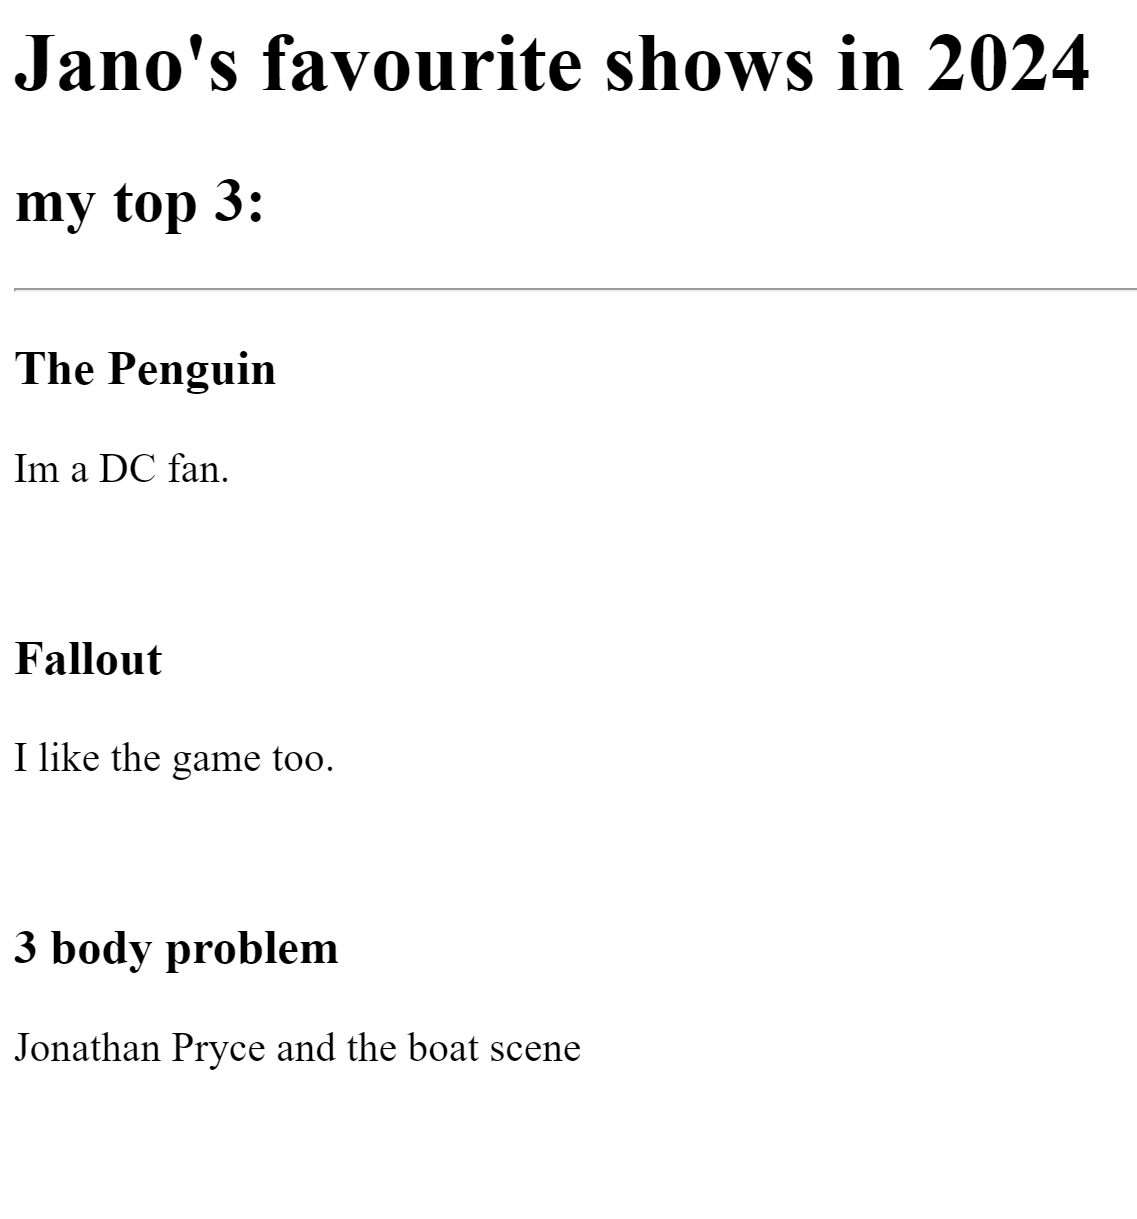 Jano's favourite shows in 2024
my top 3:
The Penguin
Im a DC fan.
Fallout
I like the game too.
3 body problem
Jonathan Pryce and the boat scene